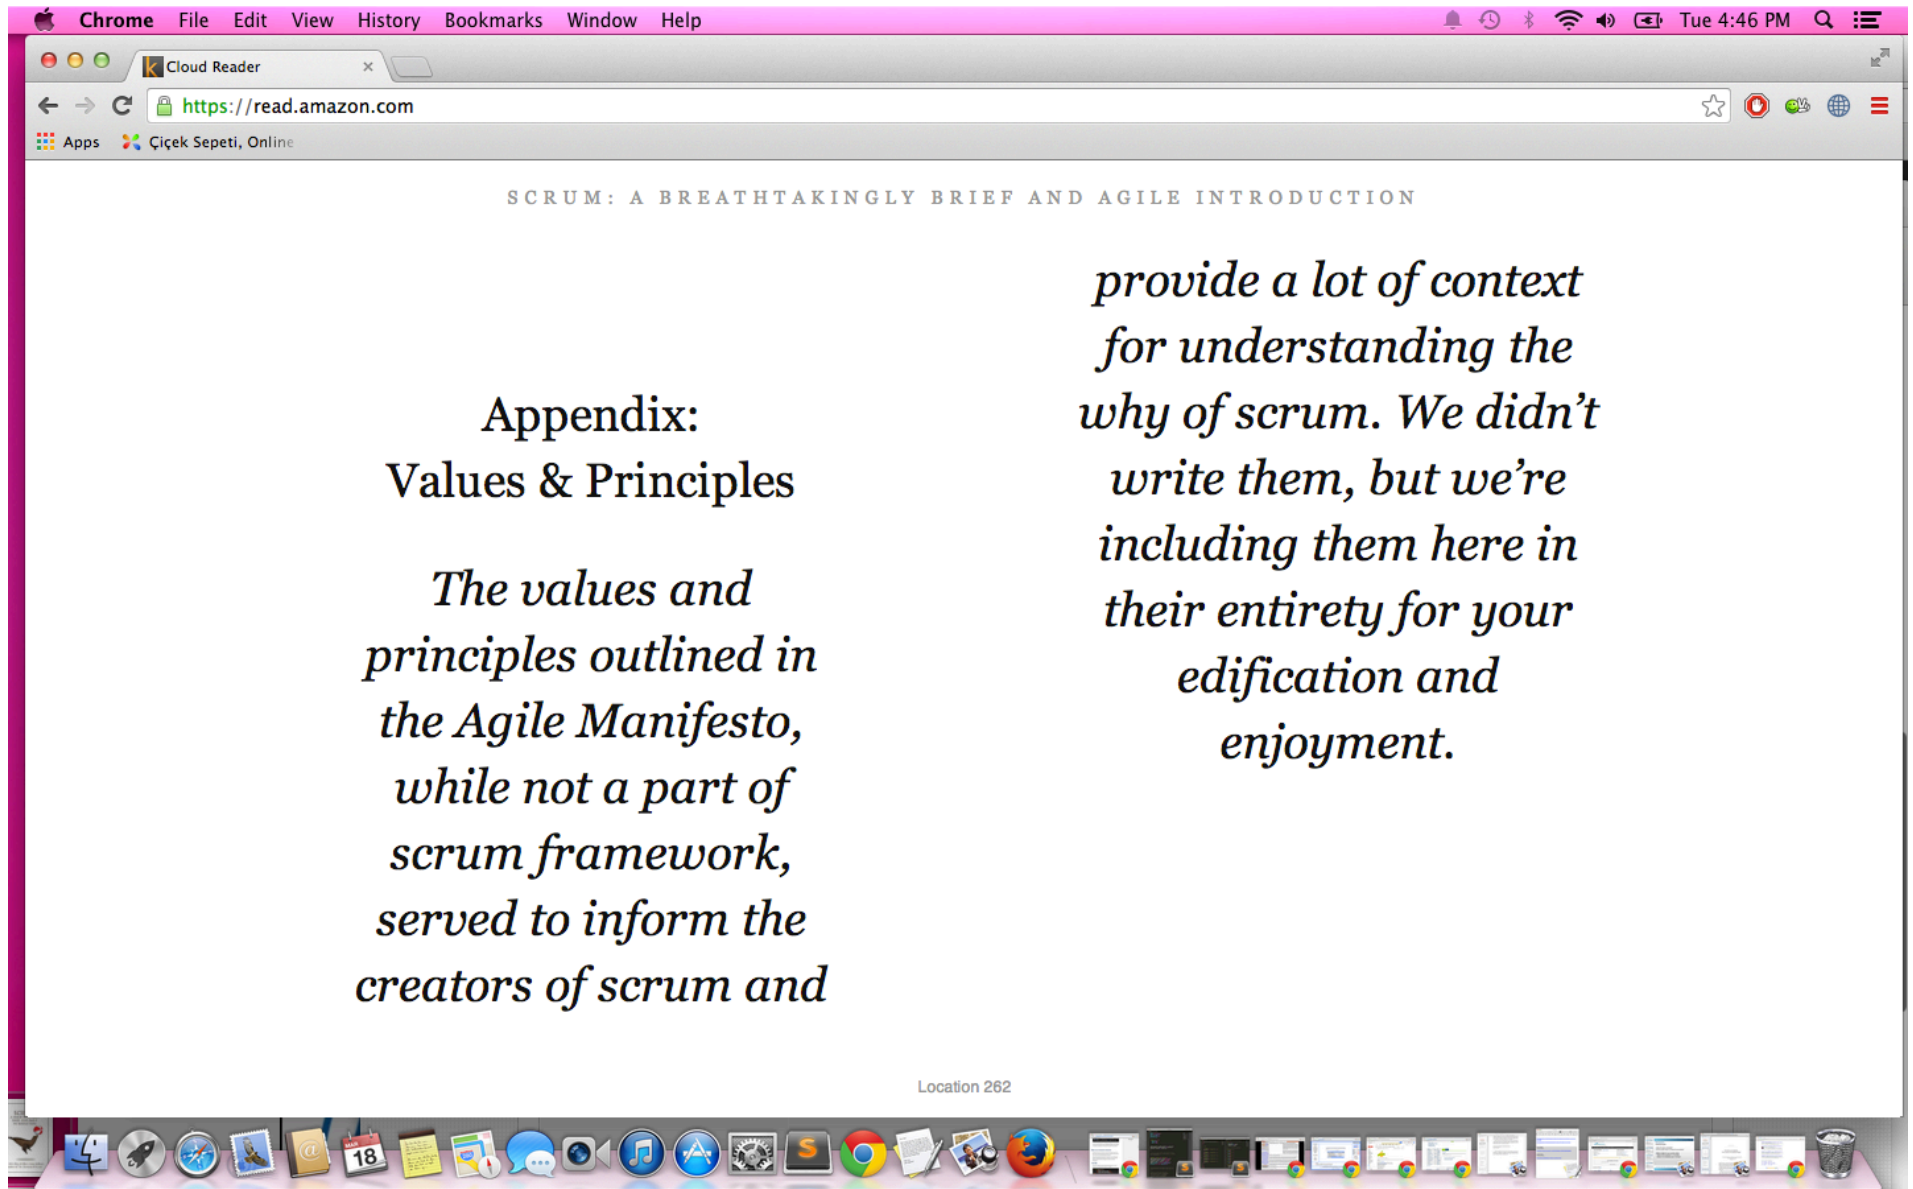 Chrome File Edit View History Bookmarks Window Help Tue 4:46 PM
Cloud Reader
https://read.amazon.com
Apps Çiçek Sepeti, Online
SCRUM: A BREATHTAKINGLY BRIEF AND AGILE INTRODUCTION
Appendix:
Values & Principles
The values and
principles outlined in
the Agile Manifesto,
while not a part of
scrum framework,
served to inform the
creators of scrum and
provide a lot of context
for understanding the
why of scrum. We didn’t
write them, but we’re
including them here in
their entirety for your
edification and
enjoyment.
Location 262
MAR
18